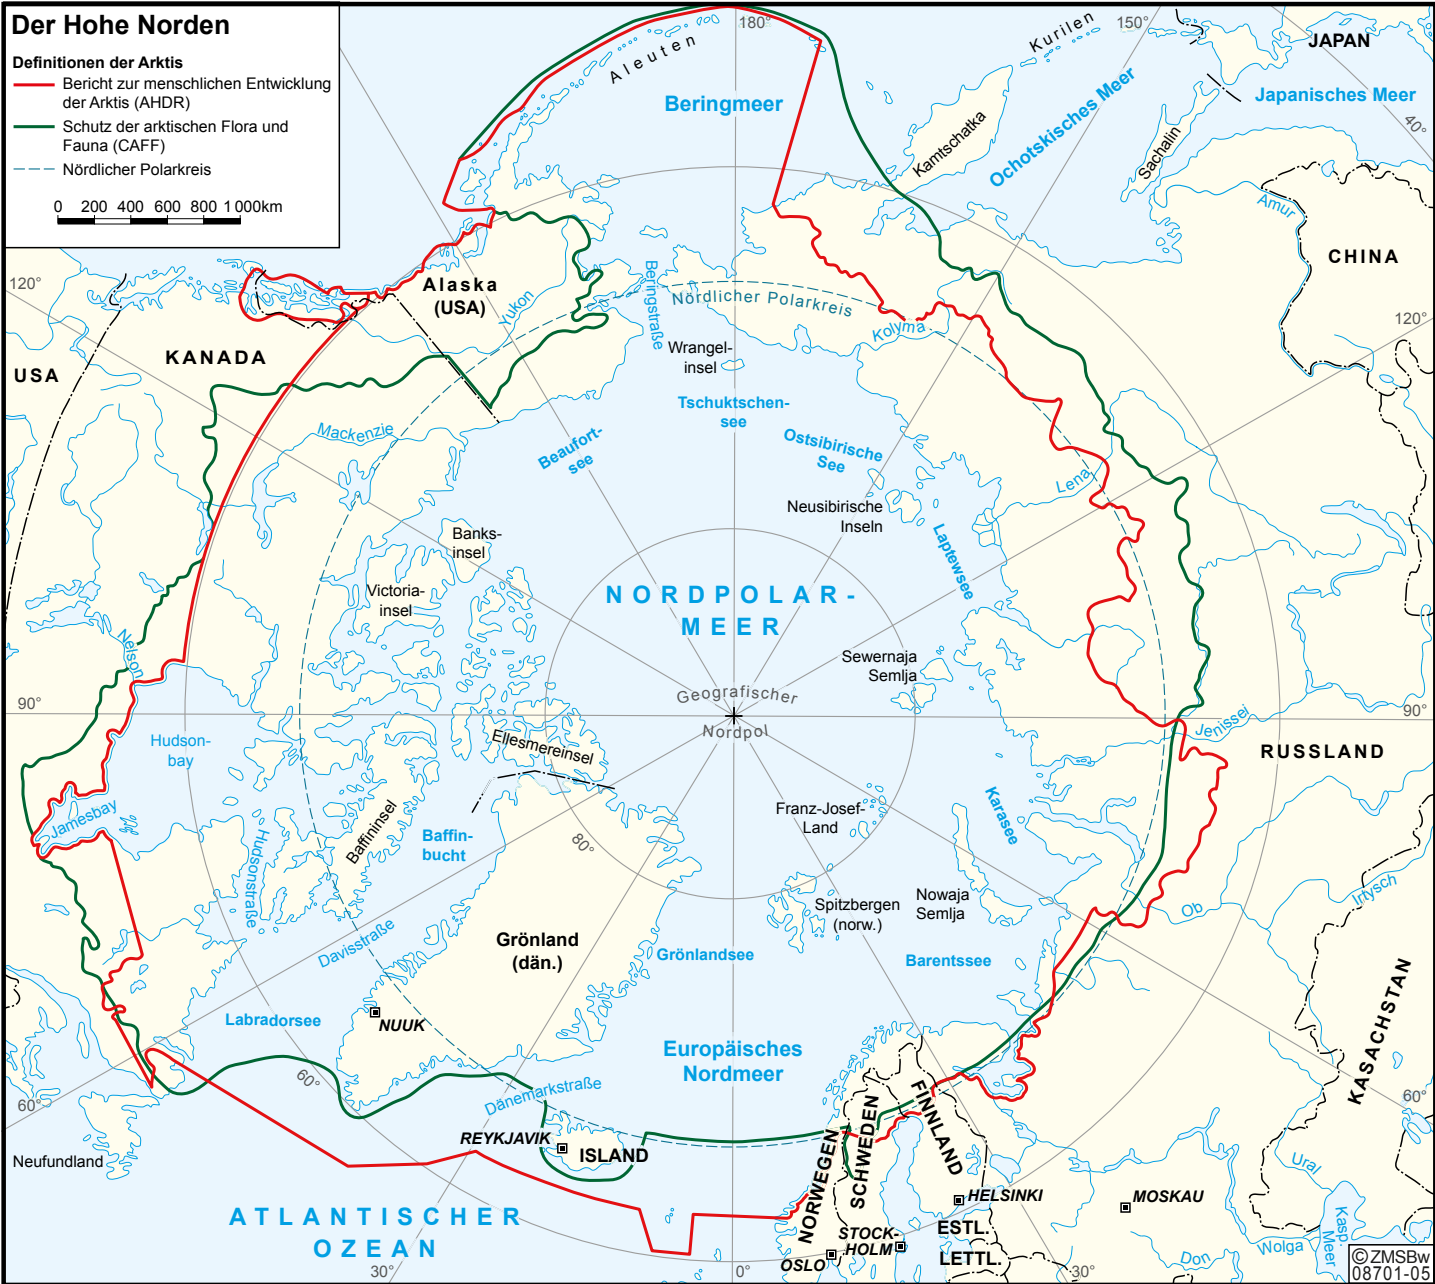 Der Hohe Norden
Definitionen der Arktis
Bericht zur menschlichen Entwicklung
der Arktis (AHDR)
Schutz der arktischen Flora und
Fauna (CAFF)
Nördlicher Polarkreis
0 200 400 600 800 1 000km
180°
150°
Kurilen
JAPAN
Aleuten
Beringmeer
Ochotskisches Meer
Japanisches Meer
40°
Kamtschatka
Sachalin
Amur
CHINA
120°
Alaska
(USA)
Yukon
Beringstraße
Nördlicher Polarkreis
Kolyma
120°
KANADA
USA
Wrangel-
insel
Tschuktschen-
see
Mackenzie
Beaufort-
see
Ostsibirische
See
Lena
Neusibirische
Inseln
Banks-
insel
Laptewsee
Victoria-
insel
NORDPOLAR-
MEER
Nelson
Sewernaja
Semlja
Geografischer
Nordpol
90°
90°
Jenissei
Hudson-
bay
Ellesmereinsel
RUSSLAND
Jamesbay
Baffininsel
Franz-Josef-
Land
Karasee
Hudsonstraße
Baffin-
bucht
80°
Irtysch
Nowaja
Semlja
Spitzbergen
(norw.)
Ob
Davisstraße
Grönland
(dän.)
Grönlandsee
Barentssee
Labradorsee
NUUK
KASACHSTAN
Europäisches
Nordmeer
60°
60°
60°
Dänemarkstraße
FINNLAND
SCHWEDEN
NORWEGEN
REYKJAVIK
ISLAND
Neufundland
Ural
HELSINKI
MOSKAU
ATLANTISCHER
OZEAN
STOCK-
HOLM
ESTL.
LETTL.
OSLO
Don
Wolga
Kasp.
Meer
30°
0°
30°
© ZMSBw
08701-05